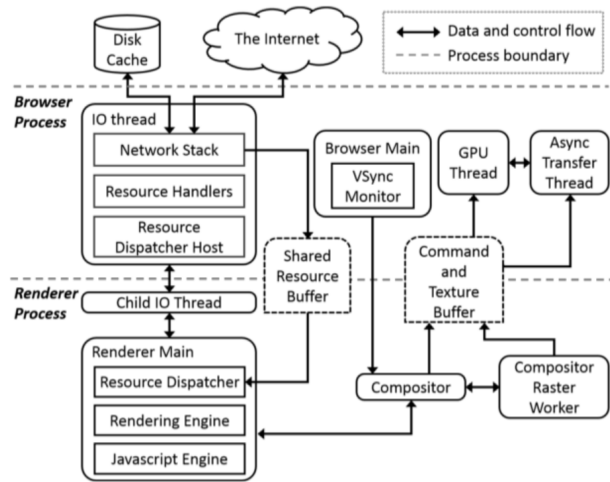 Disk
Cache
The Internet
Data and control flow
Process boundary
Browser
Process
IO thread
Network Stack
Resource Handlers
Resource
Dispatcher Host
Browser Main
VSync
Monitor
GPU
Thread
Async
Transfer
Thread
Shared
Resource
Buffer
Command
and
Texture
Buffer
Renderer
Process
Child IO Thread
Renderer Main
Resource Dispatcher
Rendering Engine
Javascript Engine
Compositor
Compositor
Raster
Worker